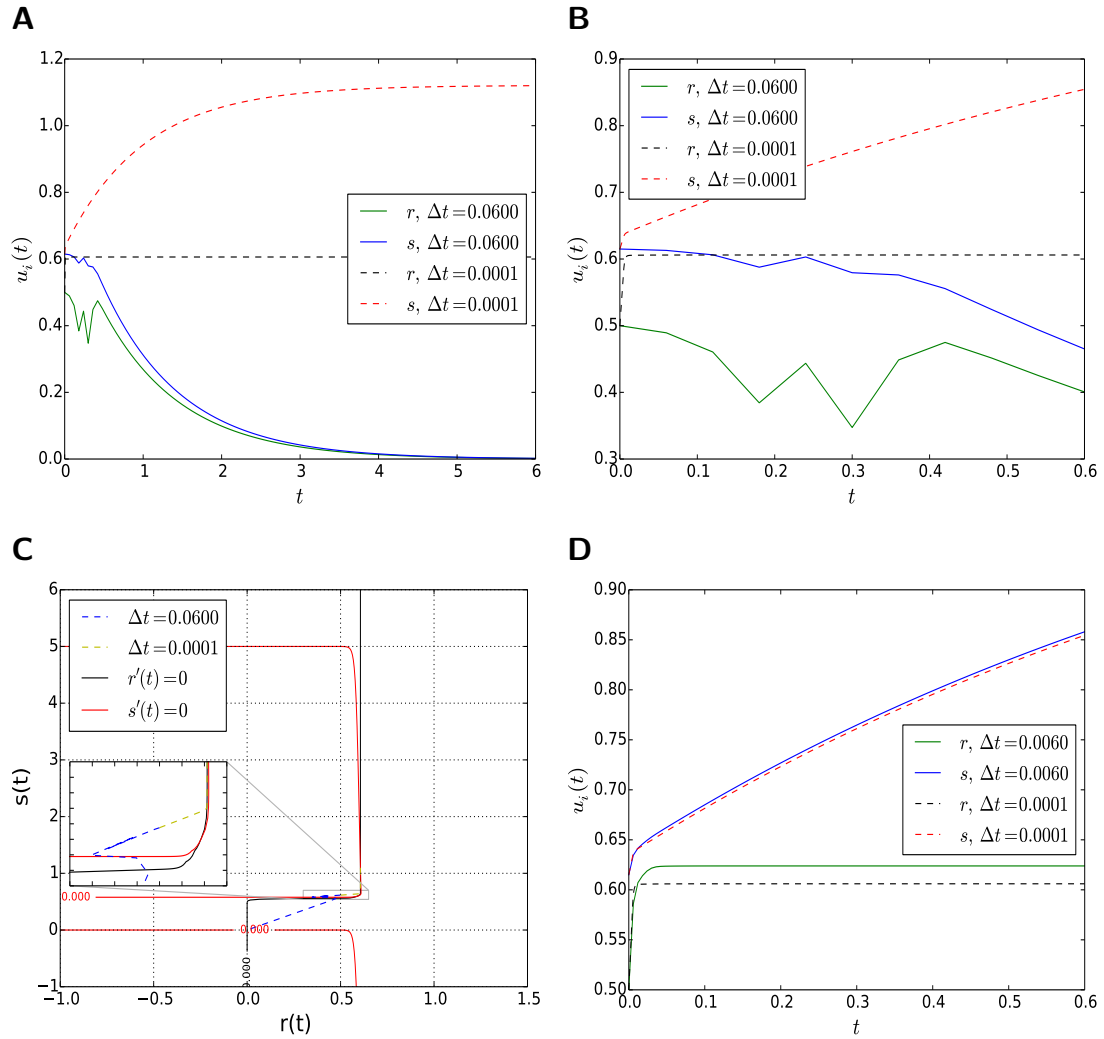 A
1.2
1.0
0.8
0.6
0.4
0.2
0.0
u_i(t)
r, Δt=0.0600
s, Δt=0.0600
r, Δt=0.0001
s, Δt=0.0001
0 1 2 3 4 5 6
t
B
0.9
0.8
0.7
0.6
0.5
0.4
0.3
u_i(t)
r, Δt=0.0600
s, Δt=0.0600
r, Δt=0.0001
s, Δt=0.0001
0.0 0.1 0.2 0.3 0.4 0.5 0.6
t
C
6
5
4
3
2
1
0
−1
s(t)
Δt=0.0600
Δt=0.0001
r′(t)=0
s′(t)=0
0.000
0.000
0.000
−1.0 −0.5 0.0 0.5 1.0 1.5
r(t)
D
0.90
0.85
0.80
0.75
0.70
0.65
0.60
0.55
0.50
u_i(t)
r, Δt=0.0060
s, Δt=0.0060
r, Δt=0.0001
s, Δt=0.0001
0.0 0.1 0.2 0.3 0.4 0.5 0.6
t